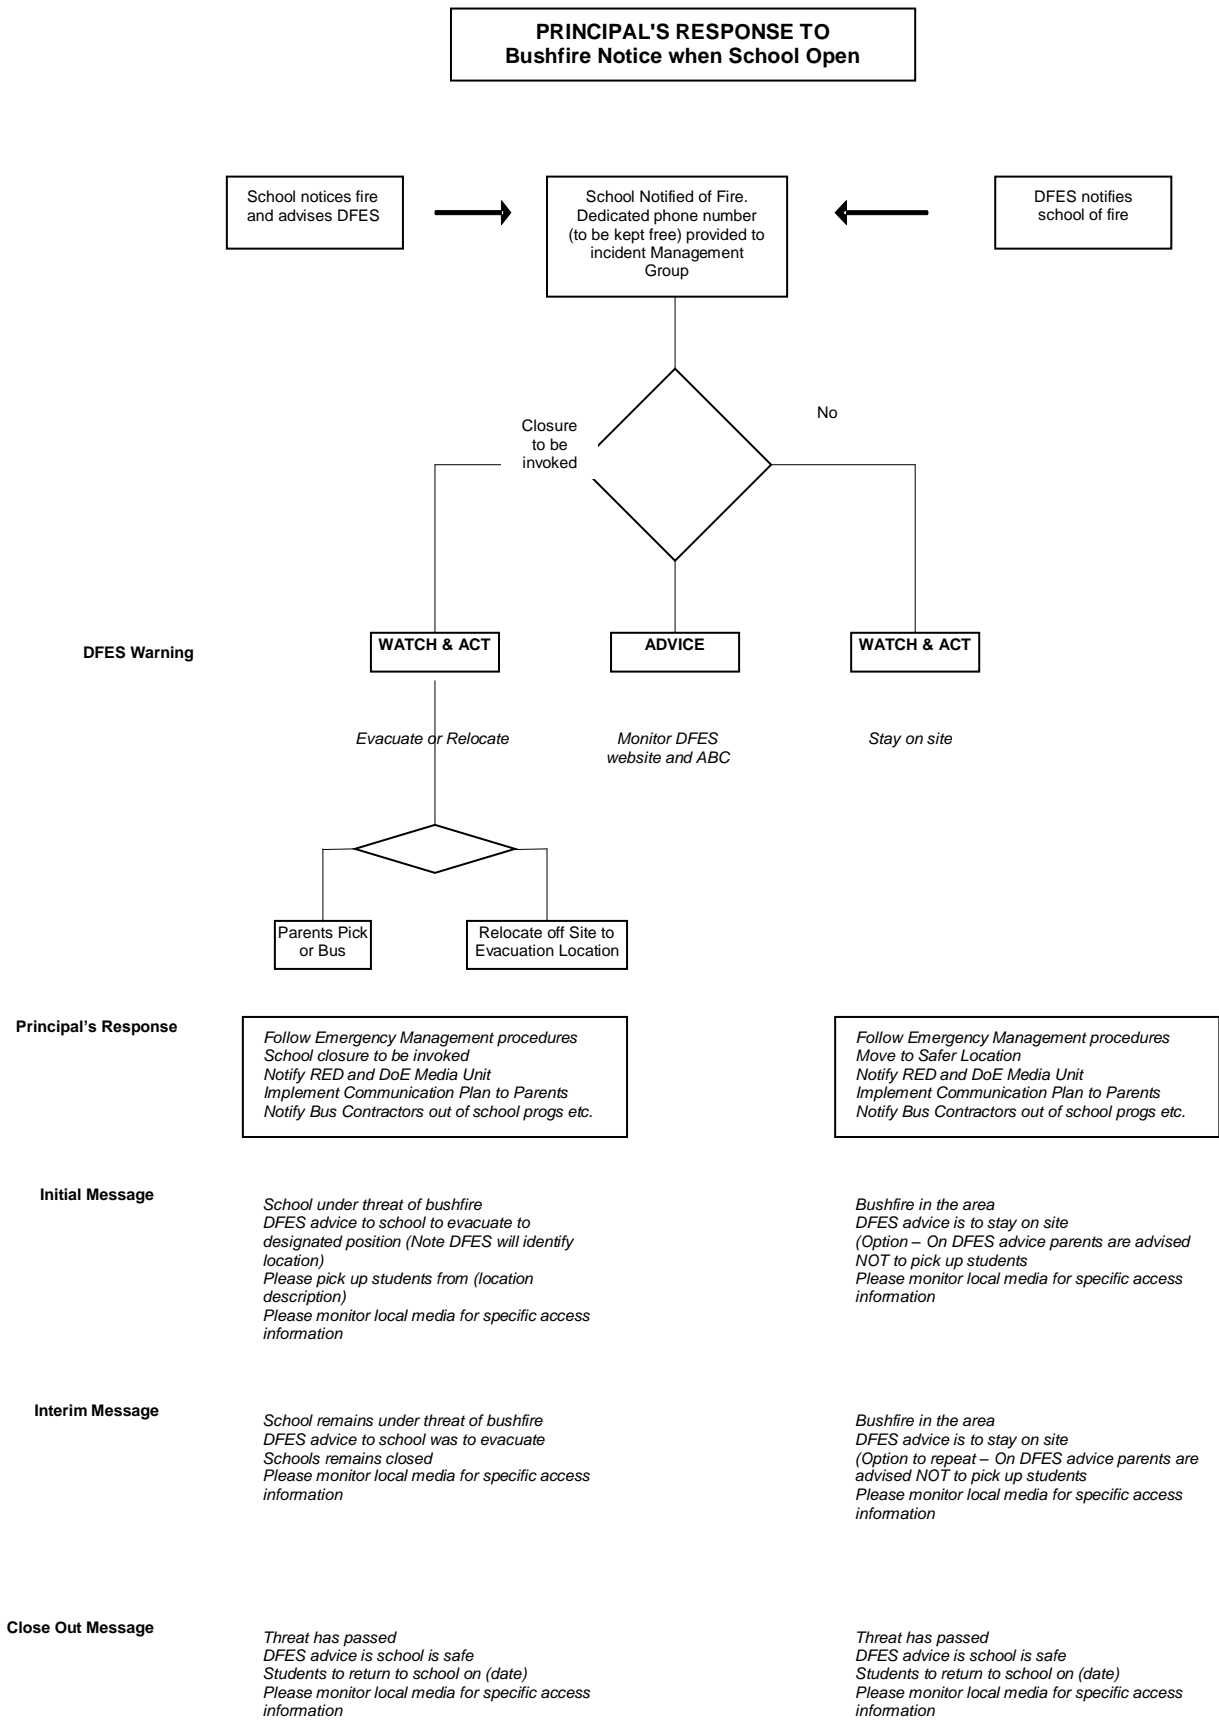 PRINCIPAL'S RESPONSE TO
Bushfire Notice when School Open
School notices fire
and advises DFES
School Notified of Fire.
Dedicated phone number
(to be kept free) provided to
incident Management
Group
DFES notifies
school of fire
Closure
to be
invoked
No
DFES Warning
WATCH & ACT
ADVICE
WATCH & ACT
Evacuate or Relocate
Monitor DFES
website and ABC
Stay on site
Parents Pick
or Bus
Relocate off Site to
Evacuation Location
Principal’s Response
Follow Emergency Management procedures
School closure to be invoked
Notify RED and DoE Media Unit
Implement Communication Plan to Parents
Notify Bus Contractors out of school progs etc.
Follow Emergency Management procedures
Move to Safer Location
Notify RED and DoE Media Unit
Implement Communication Plan to Parents
Notify Bus Contractors out of school progs etc.
Initial Message
School under threat of bushfire
DFES advice to school to evacuate to
designated position (Note DFES will identify
location)
Please pick up students from (location
description)
Please monitor local media for specific access
information
Bushfire in the area
DFES advice is to stay on site
(Option – On DFES advice parents are advised
NOT to pick up students
Please monitor local media for specific access
information
Interim Message
School remains under threat of bushfire
DFES advice to school was to evacuate
Schools remains closed
Please monitor local media for specific access
information
Bushfire in the area
DFES advice is to stay on site
(Option to repeat – On DFES advice parents are
advised NOT to pick up students
Please monitor local media for specific access
information
Close Out Message
Threat has passed
DFES advice is school is safe
Students to return to school on (date)
Please monitor local media for specific access
information
Threat has passed
DFES advice is school is safe
Students to return to school on (date)
Please monitor local media for specific access
information